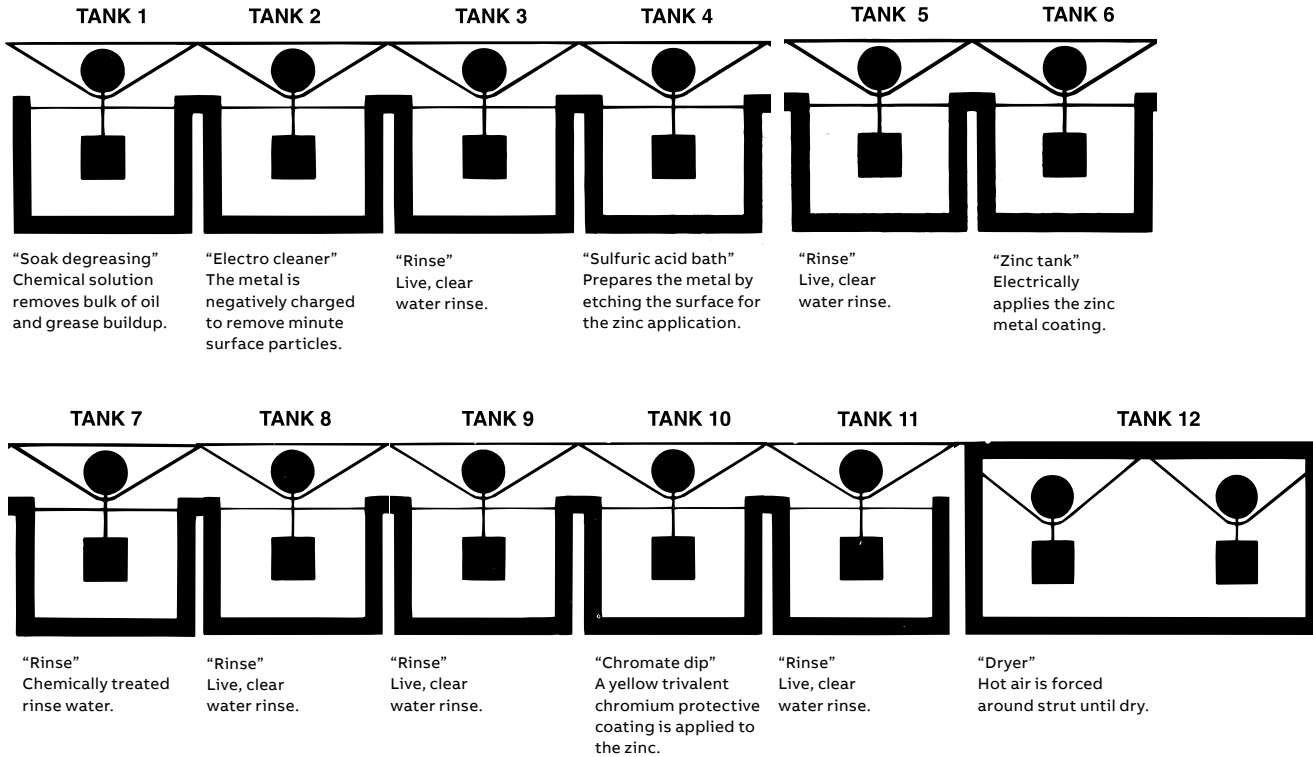 TANK 1
TANK 2
TANK 3
TANK 4
TANK 5
TANK 6
“Soak degreasing”
Chemical solution
removes bulk of oil
and grease buildup.
“Electro cleaner”
The metal is
negatively charged
to remove minute
surface particles.
“Rinse”
Live, clear
water rinse.
“Sulfuric acid bath”
Prepares the metal by
etching the surface for
the zinc application.
“Rinse”
Live, clear
water rinse.
“Zinc tank”
Electrically
applies the zinc
metal coating.
TANK 7
TANK 8
TANK 9
TANK 10
TANK 11
TANK 12
“Rinse”
Chemically treated
rinse water.
“Rinse”
Live, clear
water rinse.
“Rinse”
Live, clear
water rinse.
“Chromate dip”
A yellow trivalent
chromium protective
coating is applied to
the zinc.
“Rinse”
Live, clear
water rinse.
“Dryer”
Hot air is forced
around strut until dry.